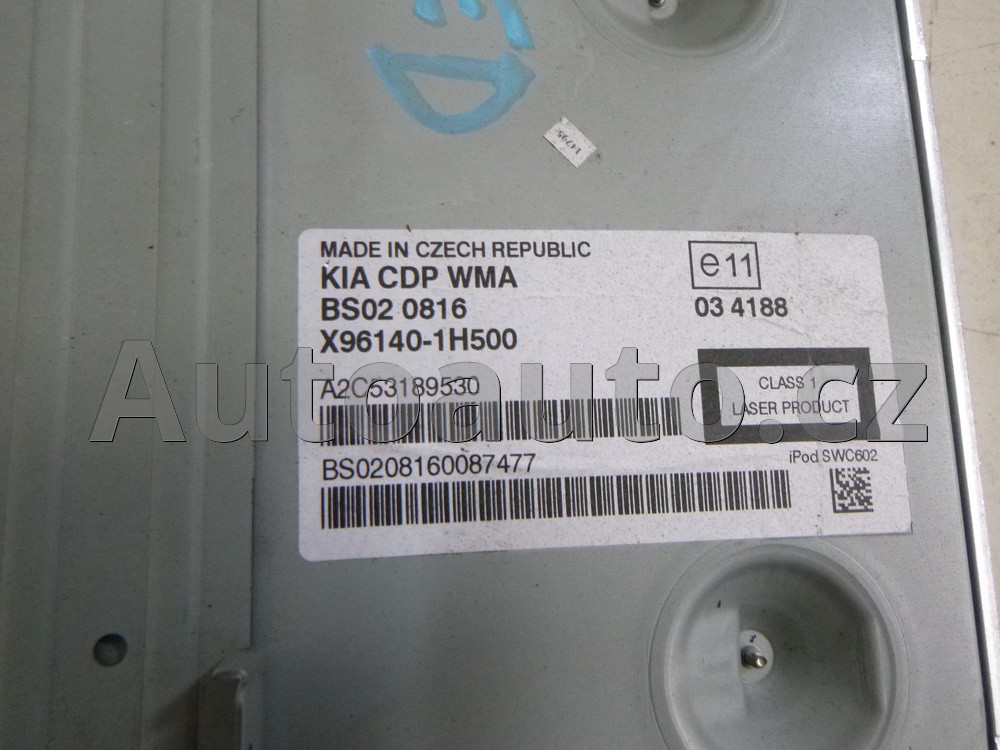 ED
MADE IN CZECH REPUBLIC
KIA CDP WMA
BS02 0816
X96140-1H500
e11
03 4188
A2C53189530
CLASS 1
LASER PRODUCT
BS0208160087477
iPod SWC602
Autoauto.cz